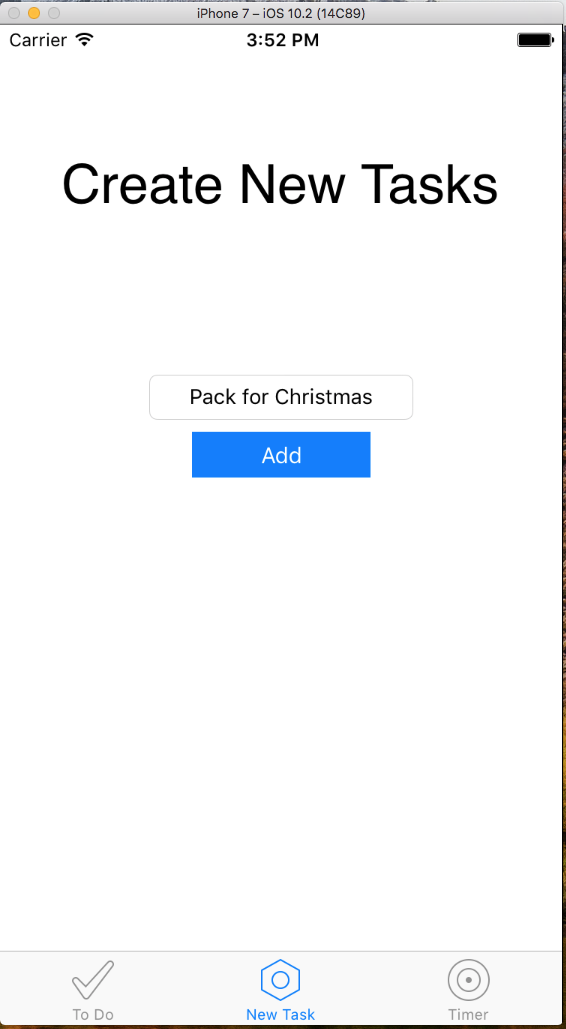 iPhone 7 – iOS 10.2 (14C89)
Carrier 3:52 PM
Create New Tasks
Pack for Christmas
Add
To Do New Task Timer